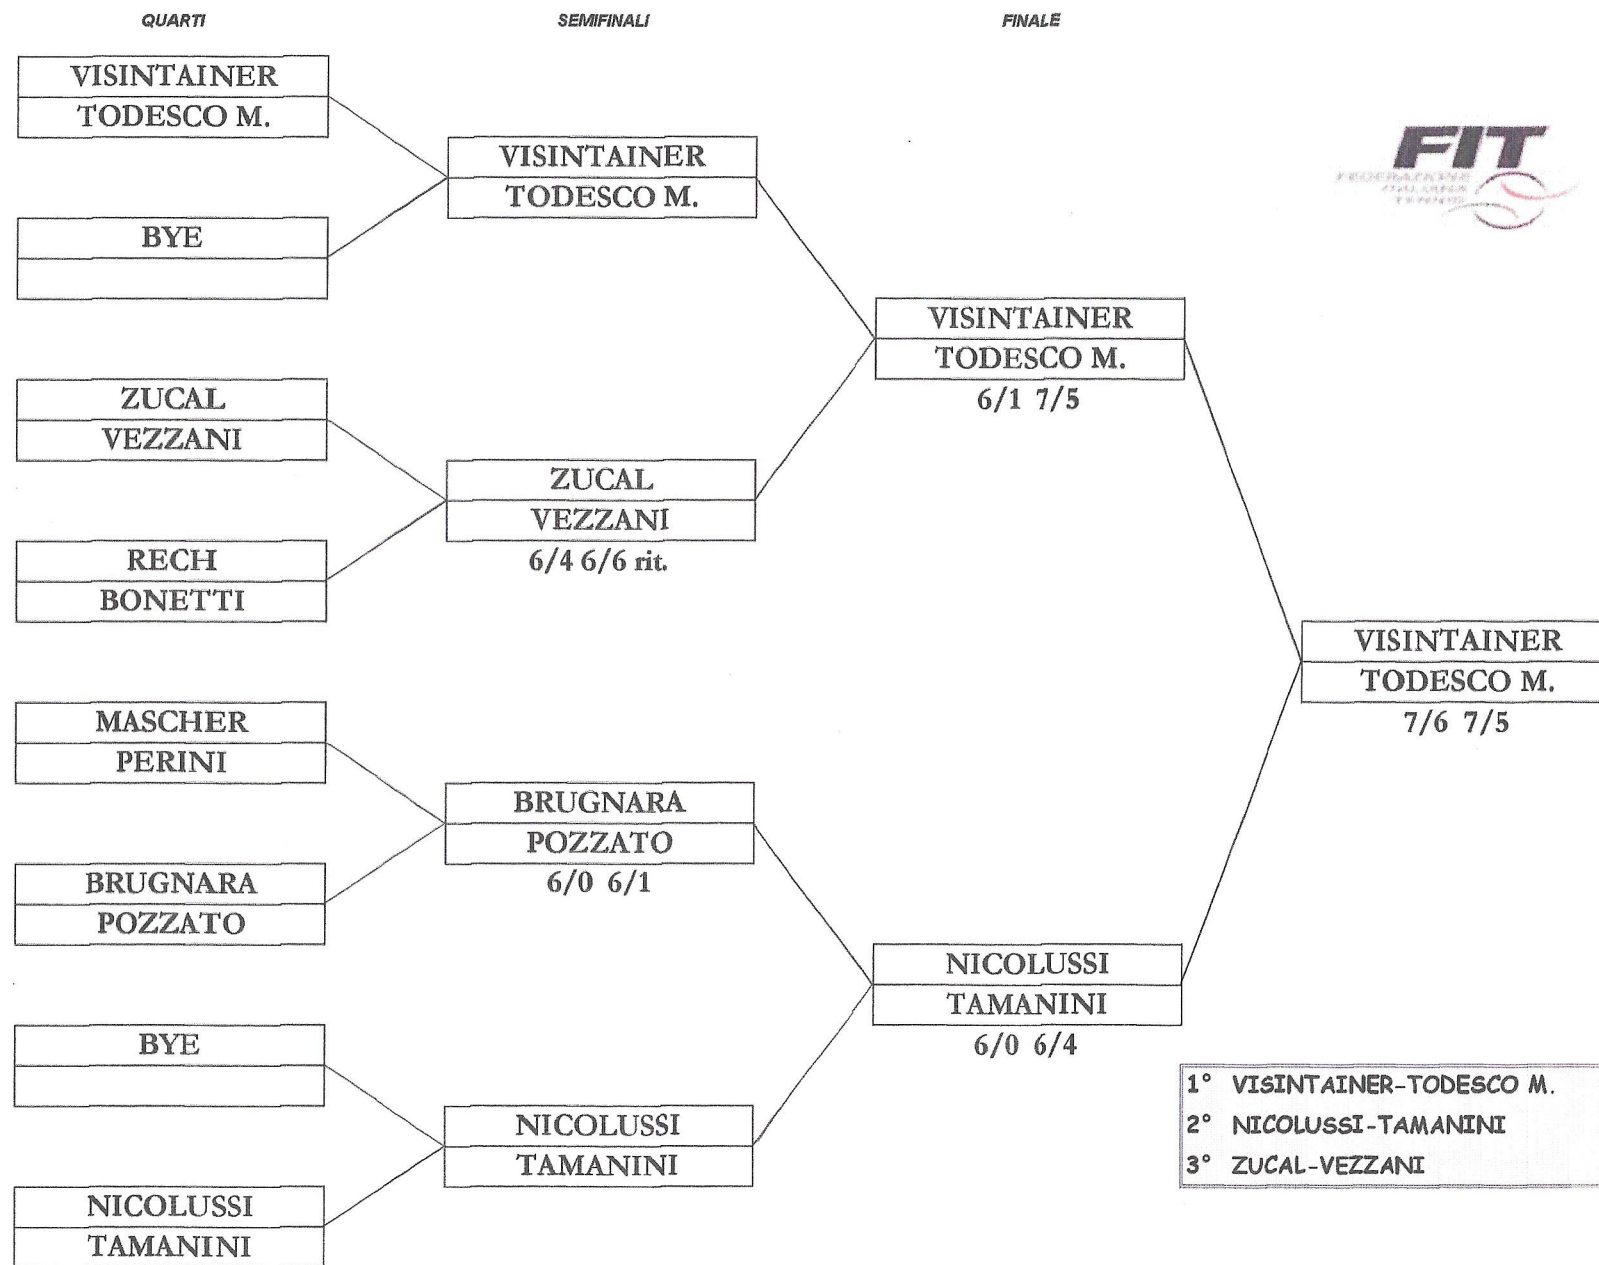 QUARTI
SEMIFINALI
FINALE
VISINTAINER
TODESCO M.
BYE
ZUCAL
VEZZANI
RECH
BONETTI
MASCHER
PERINI
BRUGNARA
POZZATO
BYE
NICOLUSSI
TAMANINI
VISINTAINER
TODESCO M.
ZUCAL
VEZZANI
6/4 6/6 rit.
BRUGNARA
POZZATO
6/0 6/1
NICOLUSSI
TAMANINI
VISINTAINER
TODESCO M.
6/1 7/5
NICOLUSSI
TAMANINI
6/0 6/4
VISINTAINER
TODESCO M.
7/6 7/5
FIT
FEDERAZIONE
ITALIANA
TENNIS
1° VISINTAINER-TODESCO M.
2° NICOLUSSI-TAMANINI
3° ZUCAL-VEZZANI